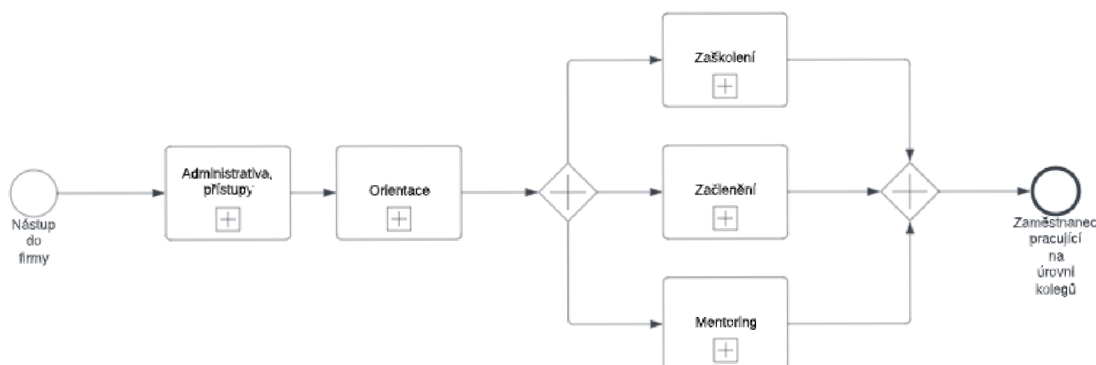 Zaškolení
Administrativa,
přístupy
Orientace
Začlenění
Nástup
do
firmy
Zaměstnanec
pracující
na
úrovni
kolegů
Mentoring